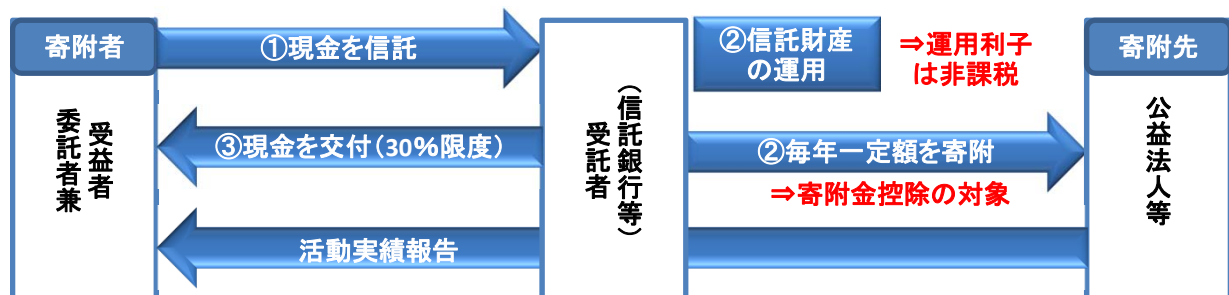 寄附者
①現金を信託
②信託財産
の運用
⇒運用利子
は非課税
寄附先
委託者兼
受益者
③現金を交付（30％限度）
受託者
（信託銀行等）
②毎年一定額を寄附
⇒寄附金控除の対象
公益法人等
活動実績報告